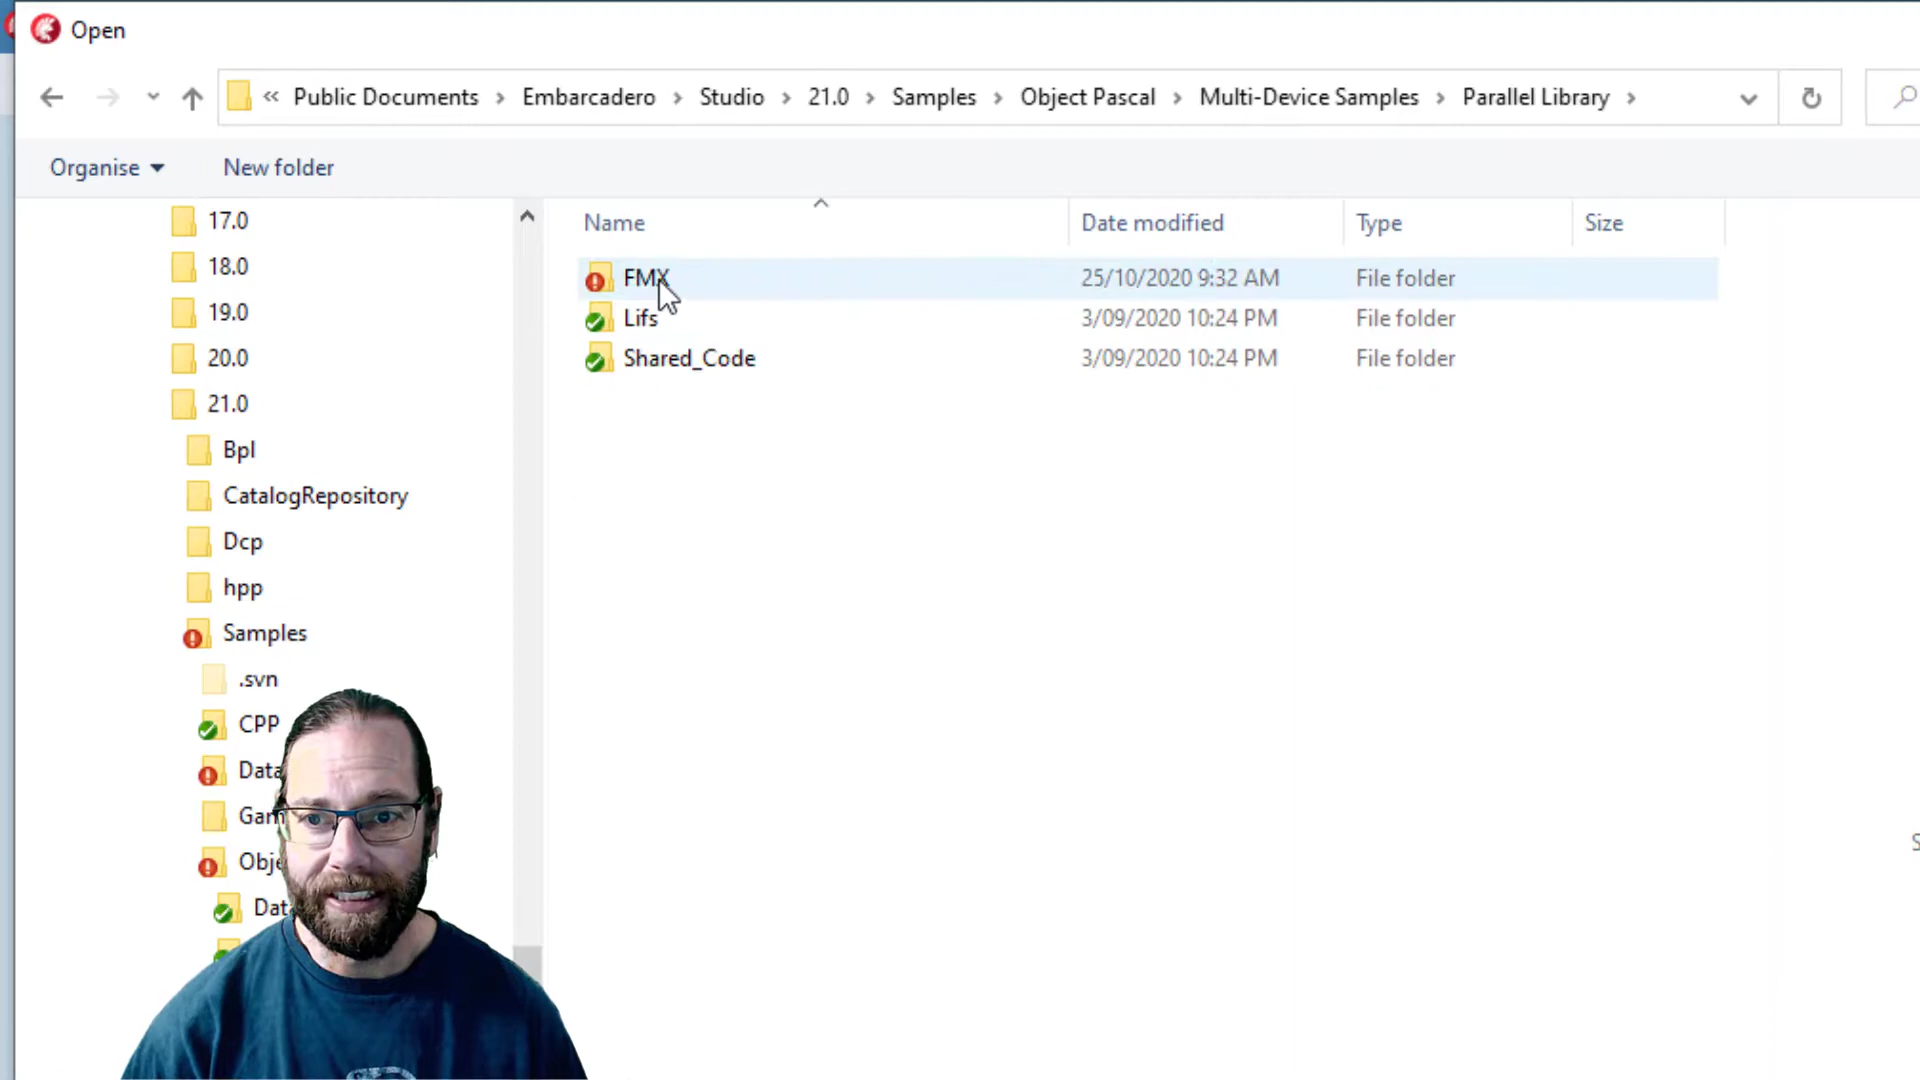 Open
« Public Documents > Embarcadero > Studio > 21.0 > Samples > Object Pascal > Multi-Device Samples > Parallel Library >
Organise New folder
Name Date modified Type Size
FMX 25/10/2020 9:32 AM File folder
Lifs 3/09/2020 10:24 PM File folder
Shared_Code 3/09/2020 10:24 PM File folder
17.0
18.0
19.0
20.0
21.0
Bpl
CatalogRepository
Dcp
hpp
Samples
.svn
CPP
Data